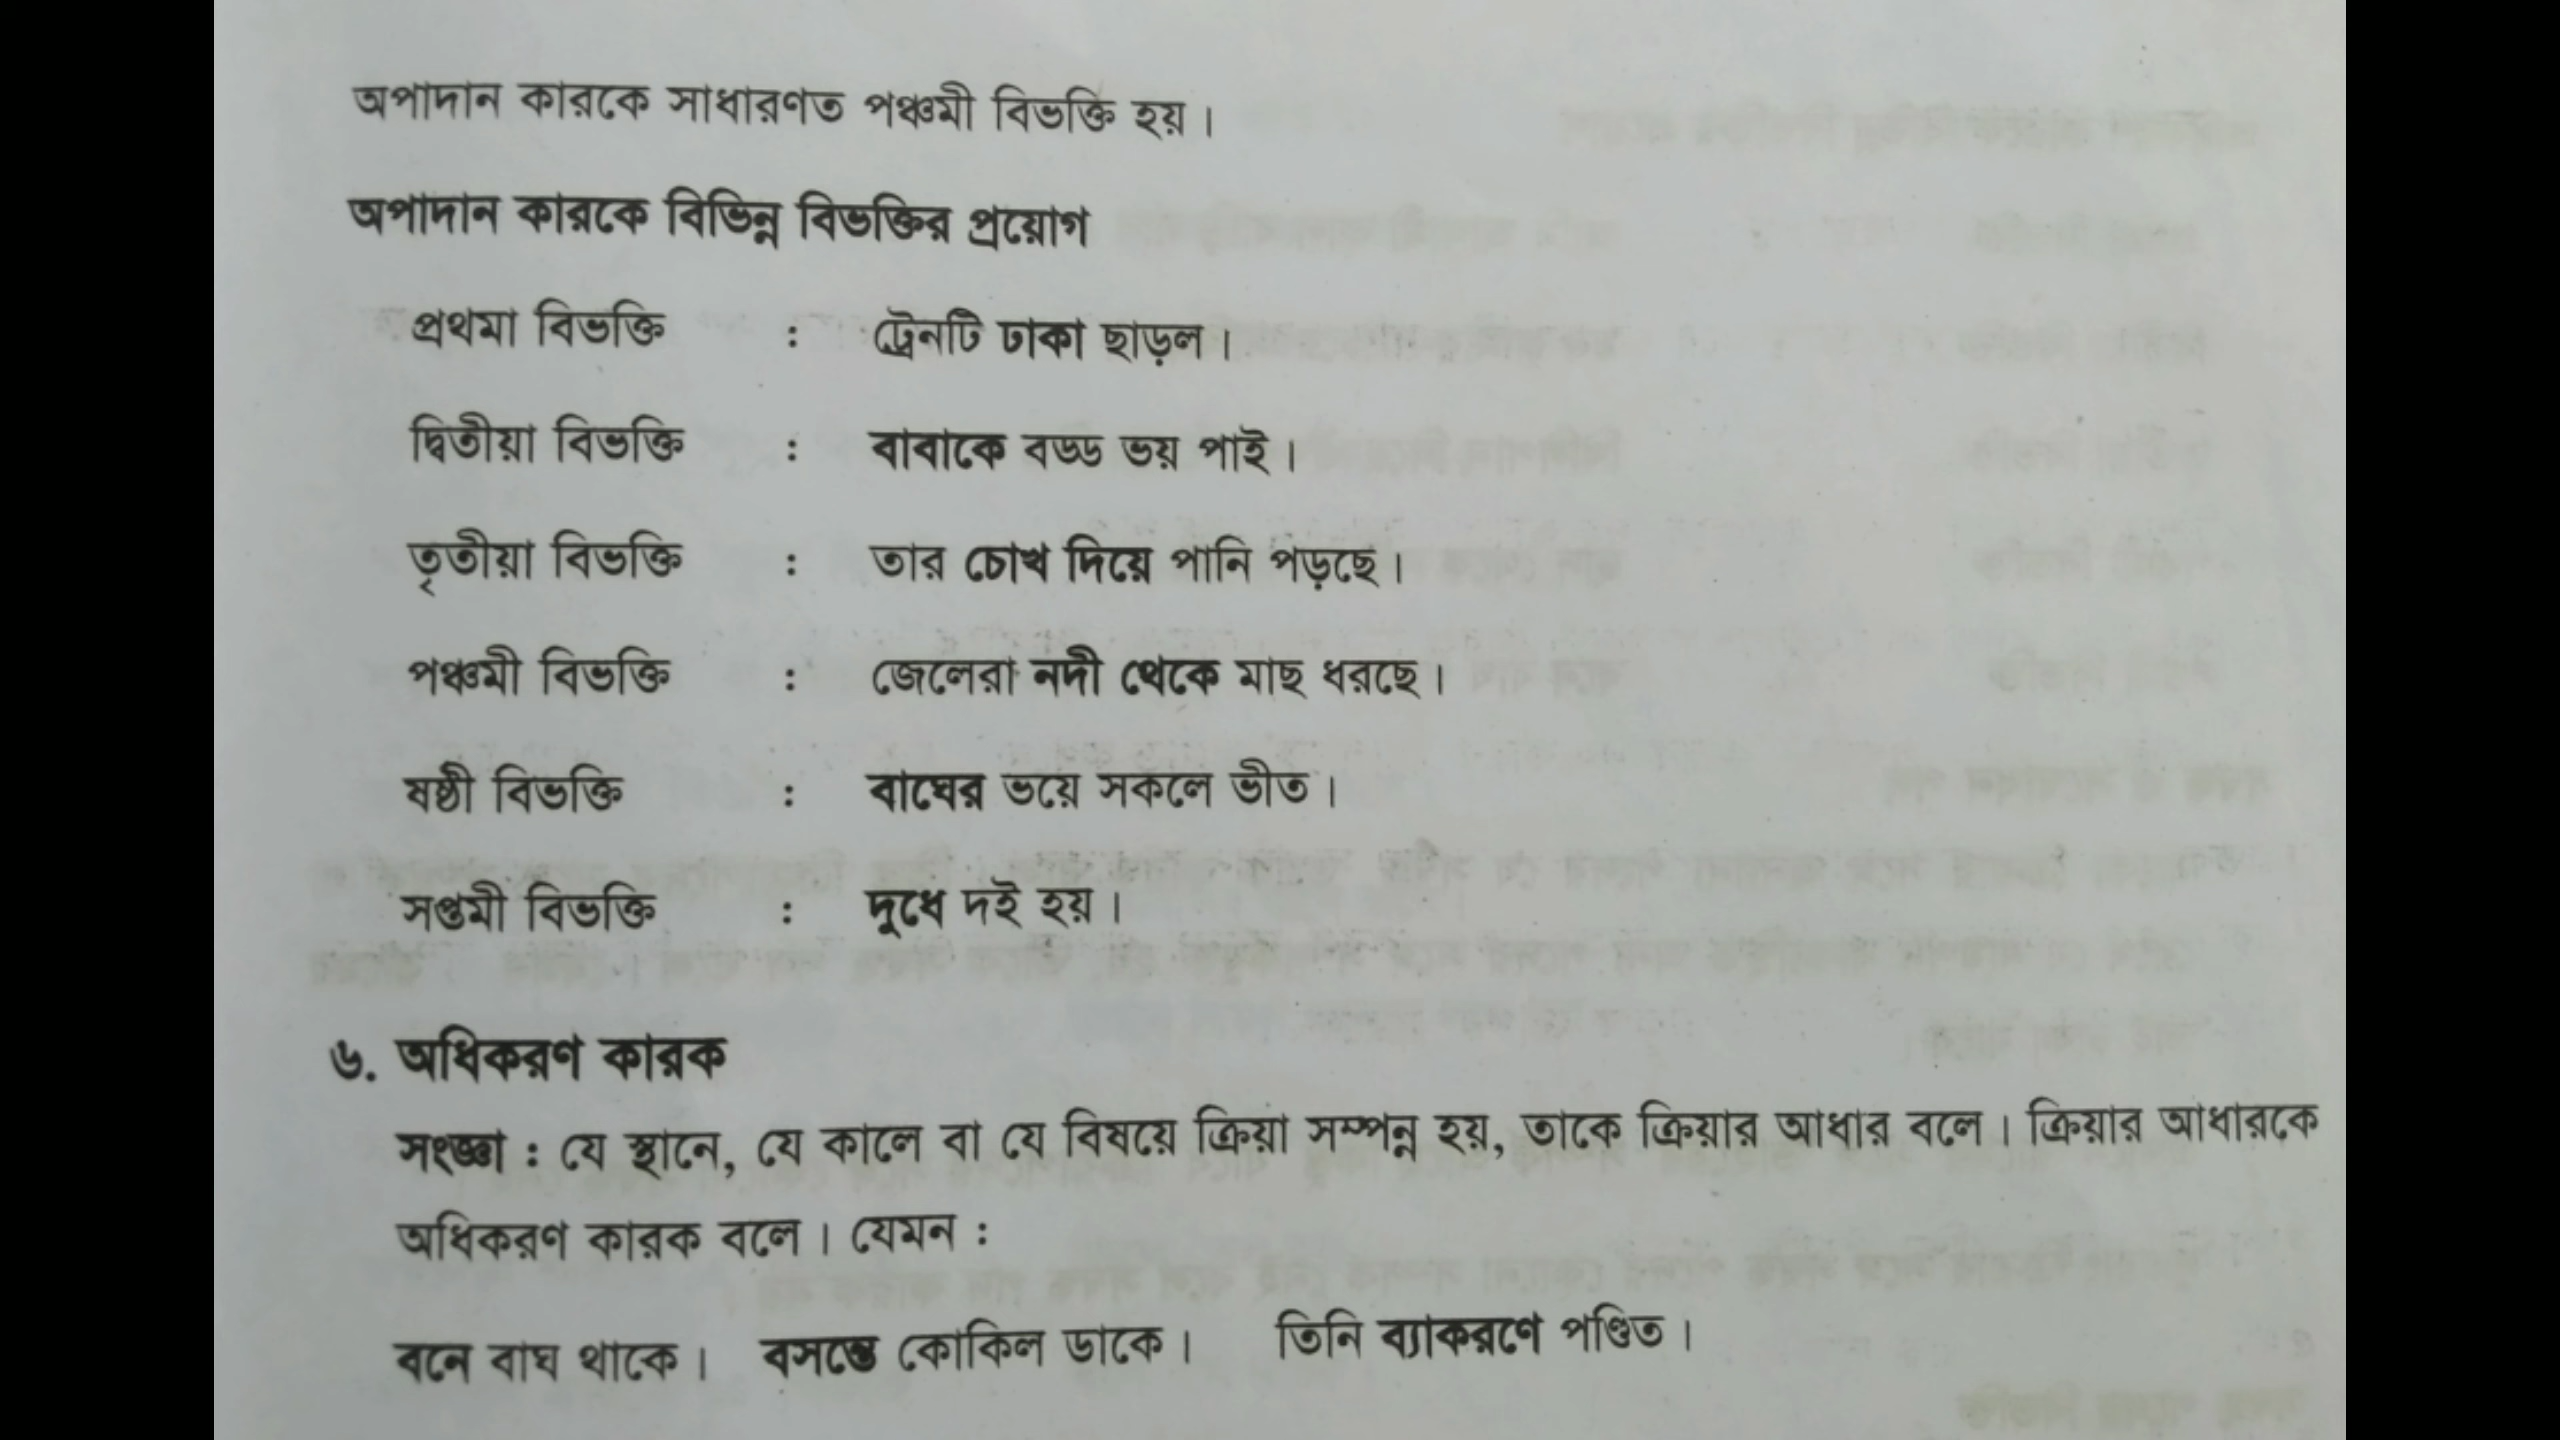 অপাদান কারকে সাধারণত পঞ্চমী বিভক্তি হয়।
অপাদান কারকে বিভিন্ন বিভক্তির প্রয়োগ
প্রথমা বিভক্তি : ট্রেনটি ঢাকা ছাড়ল।
দ্বিতীয়া বিভক্তি : বাবাকে বড্ড ভয় পাই।
তৃতীয়া বিভক্তি : তার চোখ দিয়ে পানি পড়ছে।
পঞ্চমী বিভক্তি : জেলেরা নদী থেকে মাছ ধরছে।
ষষ্ঠী বিভক্তি : বাঘের ভয়ে সকলে ভীত।
সপ্তমী বিভক্তি : দুধে দই হয়।
৬. অধিকরণ কারক
সংজ্ঞা : যে স্থানে, যে কালে বা যে বিষয়ে ক্রিয়া সম্পন্ন হয়, তাকে ক্রিয়ার আধার বলে। ক্রিয়ার আধারকে
অধিকরণ কারক বলে। যেমন :
বনে বাঘ থাকে। বসন্তে কোকিল ডাকে। তিনি ব্যাকরণে পণ্ডিত।